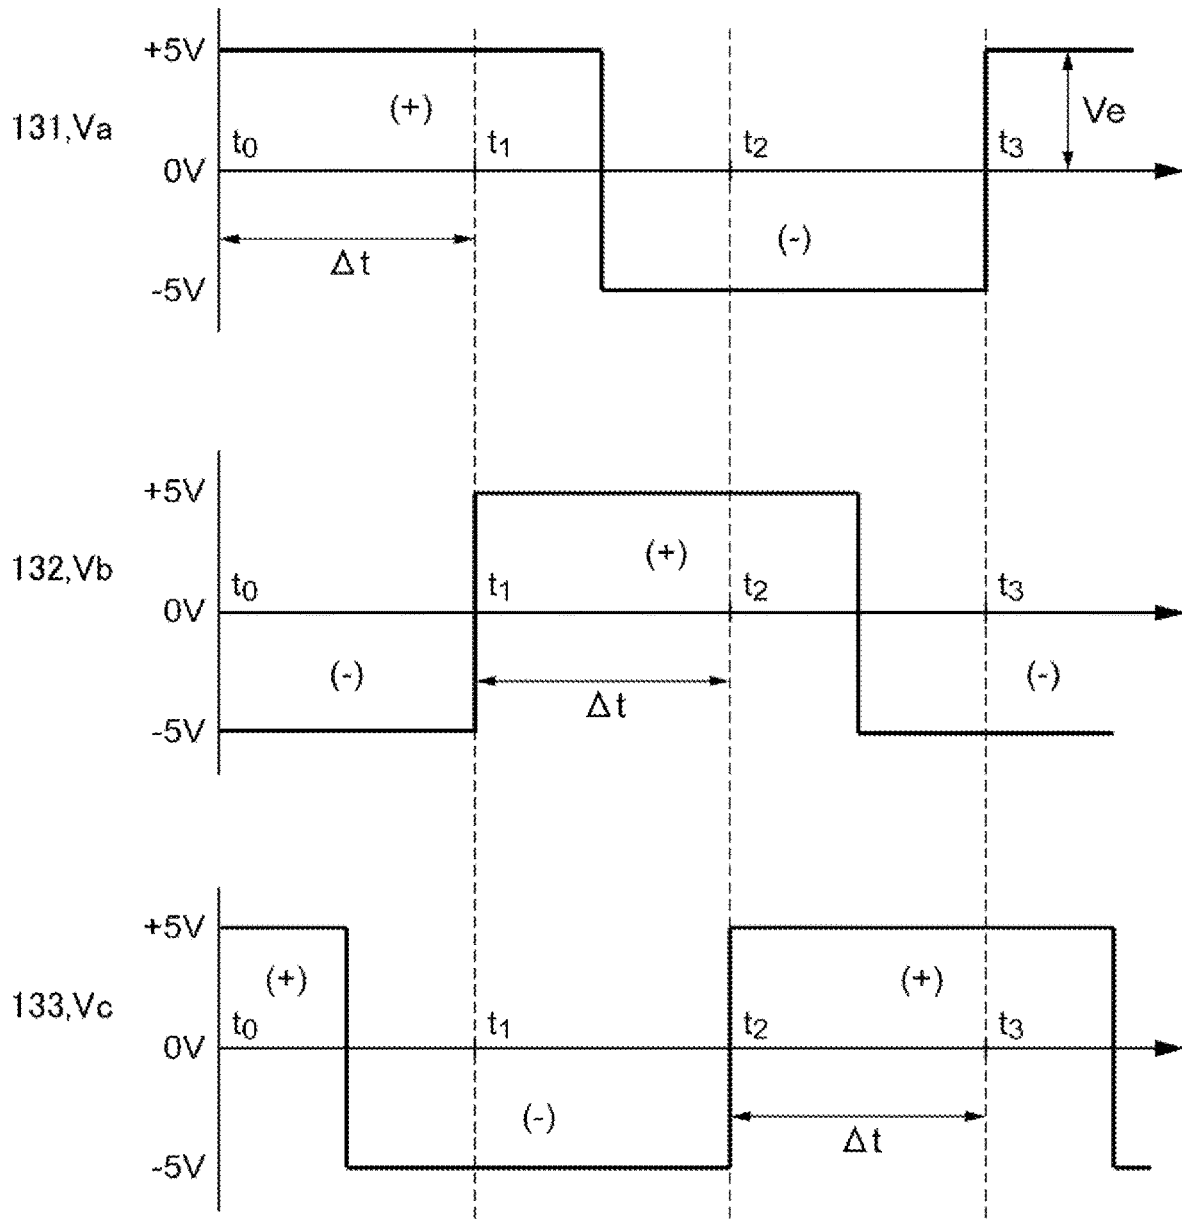 +5V
(+)
Ve
131,Va
t0 t1 t2 t3
0V
(-)
Δt
-5V
+5V
(+)
132,Vb
t0 t1 t2 t3
0V
(-) (-)
Δt
-5V
+5V
(+) (+)
133,Vc
t0 t1 t2 t3
0V
(-)
Δt
-5V